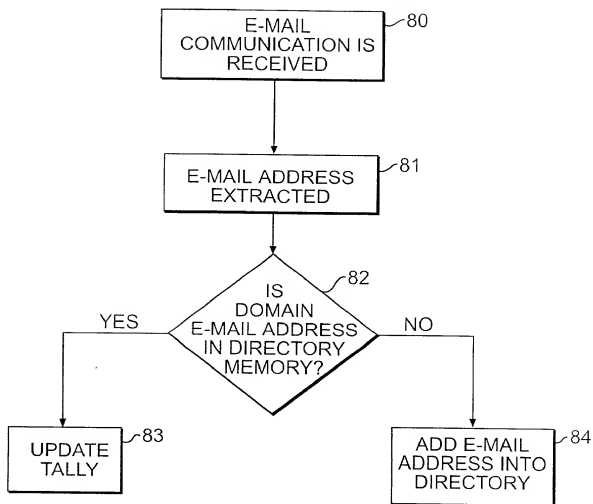 E-MAIL
COMMUNICATION IS
RECEIVED
80
E-MAIL ADDRESS
EXTRACTED
81
IS
DOMAIN
E-MAIL ADDRESS
IN DIRECTORY
MEMORY?
82
YES
NO
UPDATE
TALLY
83
ADD E-MAIL
ADDRESS INTO
DIRECTORY
84